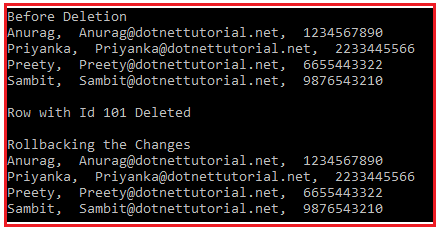 Before Deletion
Anurag,  Anurag@dotnettutorial.net,  1234567890
Priyanka,  Priyanka@dotnettutorial.net,  2233445566
Preety,  Preety@dotnettutorial.net,  6655443322
Sambit,  Sambit@dotnettutorial.net,  9876543210

Row with Id 101 Deleted

Rollbacking the Changes
Anurag,  Anurag@dotnettutorial.net,  1234567890
Priyanka,  Priyanka@dotnettutorial.net,  2233445566
Preety,  Preety@dotnettutorial.net,  6655443322
Sambit,  Sambit@dotnettutorial.net,  9876543210